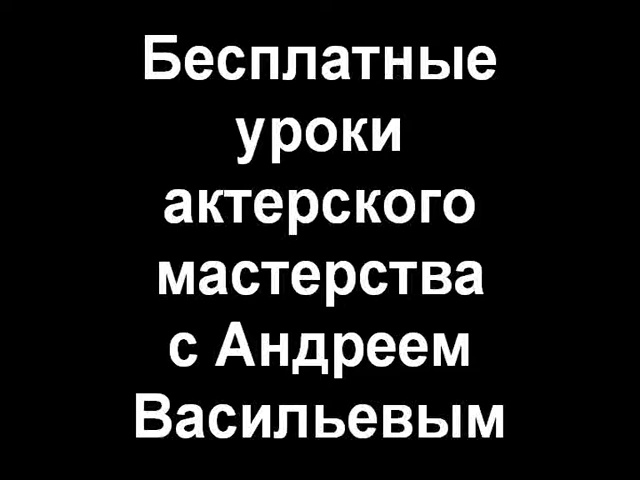 Бесплатные
уроки
актерского
мастерства
с Андреем
Васильевым